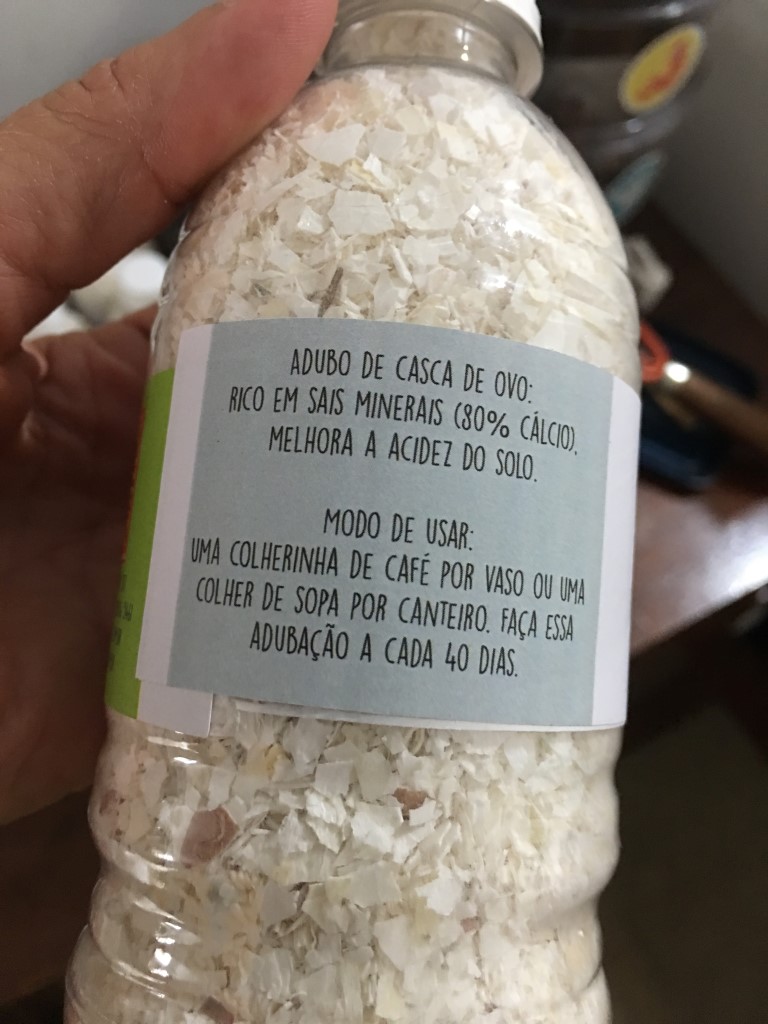 ADUBO DE CASCA DE OVO:
RICO EM SAIS MINERAIS (80% CÁLCIO),
MELHORA A ACIDEZ DO SOLO.
MODO DE USAR:
UMA COLHERINHA DE CAFÉ POR VASO OU UMA
COLHER DE SOPA POR CANTEIRO. FAÇA ESSA
ADUBAÇÃO A CADA 40 DIAS.